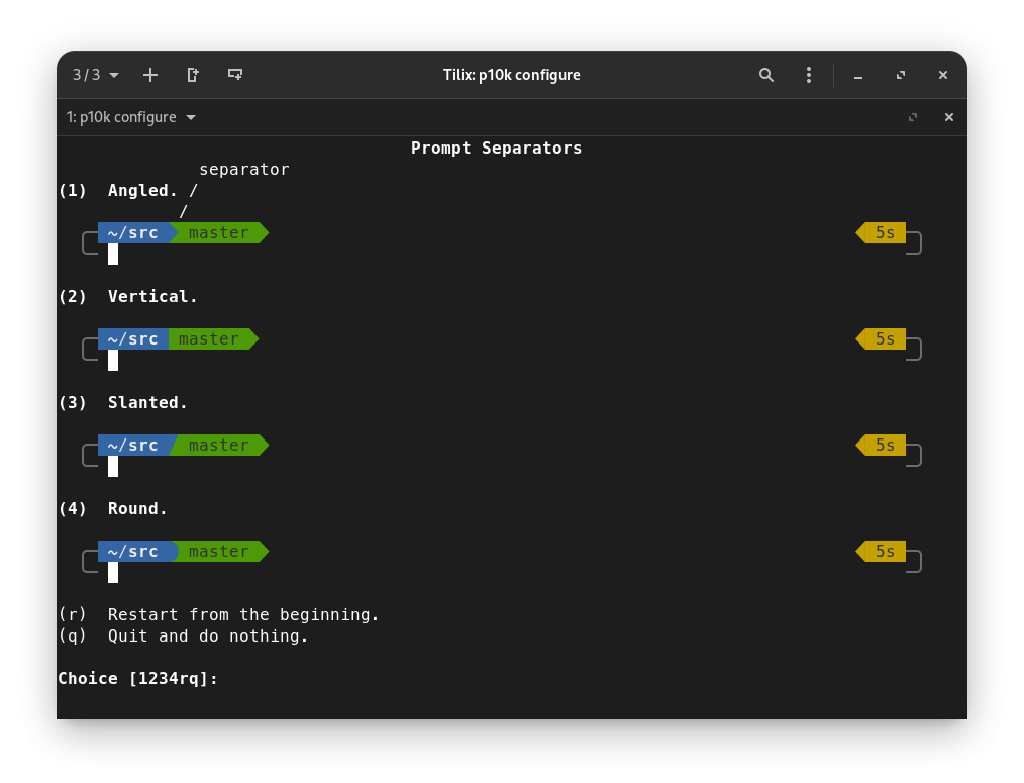 3 / 3 Tilix: p10k configure
1: p10k configure
Prompt Separators
separator
(1) Angled. /
/
~/src master 5s
(2) Vertical.
~/src master 5s
(3) Slanted.
~/src master 5s
(4) Round.
~/src master 5s
(r) Restart from the beginning.
(q) Quit and do nothing.
Choice [1234rq]: